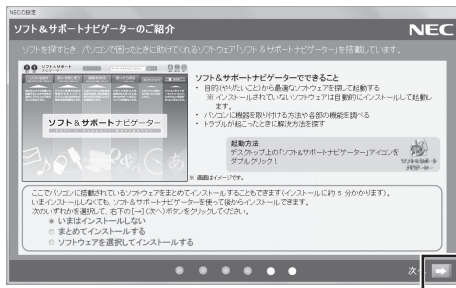 NECの設定
ソフト&サポートナビゲーターのご紹介
NEC
ソフトを探すとき、パソコンで困ったときに助けてくれるソフトウェア「ソフト&サポートナビゲーター」を搭載しています。
ソフト&サポートナビゲーター
ソフト&サポートナビゲーターでできること
・ 目的(やりたいこと)から最適なソフトウェアを探して起動する
※インストールされていないソフトウェアは自動的にインストールして起動します。
・ パソコンに機器を取り付ける方法や各部の機能を調べる
・ トラブルが起こったときに解決方法を探す
起動方法
デスクトップ上の「ソフト&サポートナビゲーター」アイコンをダブルクリック!
ソフト&サポート
ナビゲーター
※ 画面はイメージです。
ここでパソコンに搭載されているソフトウェアをまとめてインストールすることもできます(インストールに約 5 分かかります)。
いまインストールしなくても、ソフト&サポートナビゲーターを使って後からインストールできます。
次のいずれかを選択して、右下の[→](次へ)ボタンをクリックしてください。
いまはインストールしない
まとめてインストールする
ソフトウェアを選択してインストールする
次へ